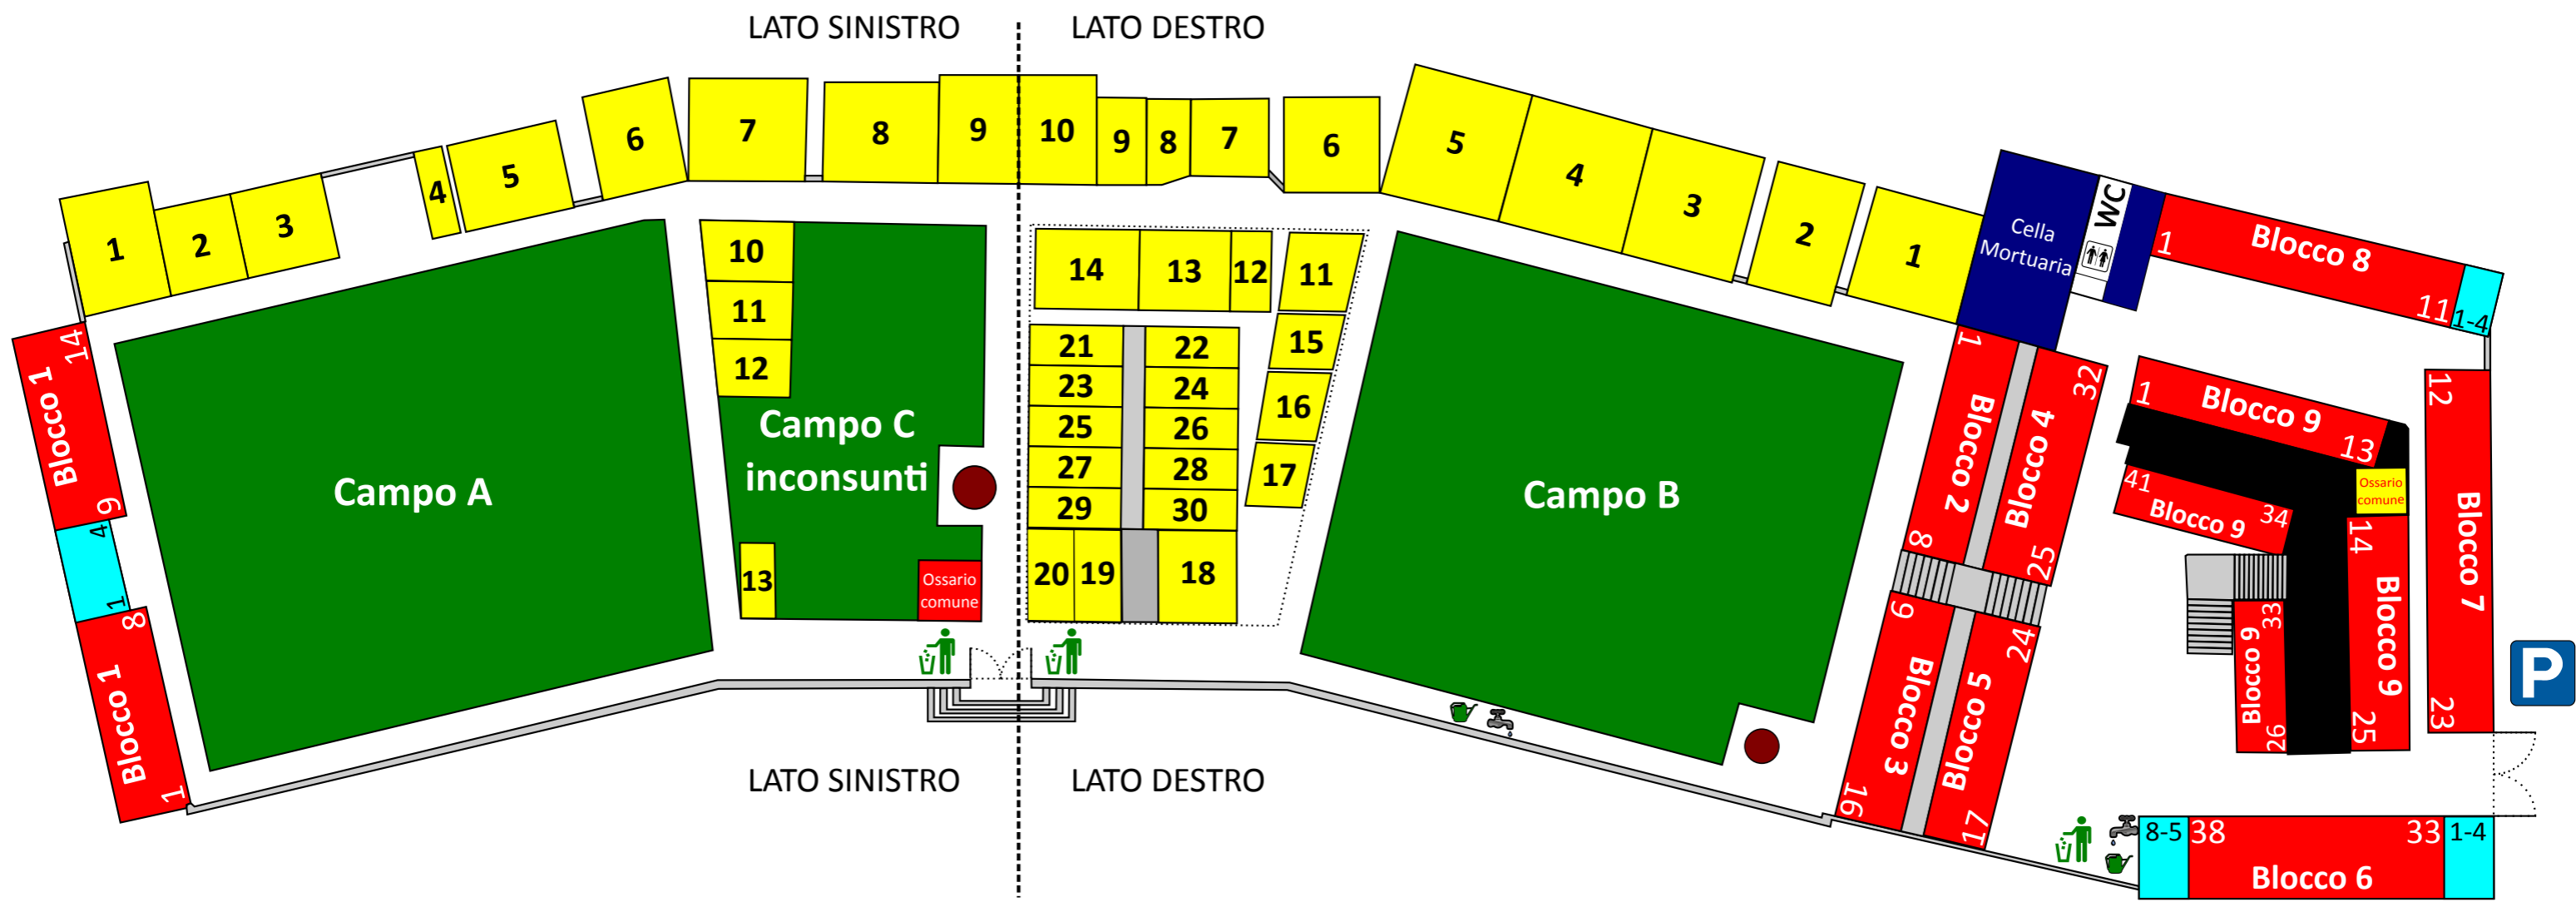 LATO SINISTRO
LATO DESTRO
1
2
3
4
5
6
7
8
9
10
9
8
7
6
5
4
3
2
1
Cella
Mortuaria
WC
1
Blocco 8
11
1-4
14
Blocco 1
9
4
1
8
Blocco 1
1
Campo A
10
11
12
Campo C
inconsunti
13
Ossario
comune
14
13
12
11
15
16
17
21
22
23
24
25
26
27
28
29
30
20
19
18
Campo B
1
Blocco 2
8
32
Blocco 4
25
9
Blocco 3
16
24
Blocco 5
17
1
Blocco 9
13
Ossario
comune
41
Blocco 9
34
33
Blocco 9
26
14
Blocco 9
25
12
Blocco 7
23
P
8-5
38
33
1-4
Blocco 6
LATO SINISTRO
LATO DESTRO